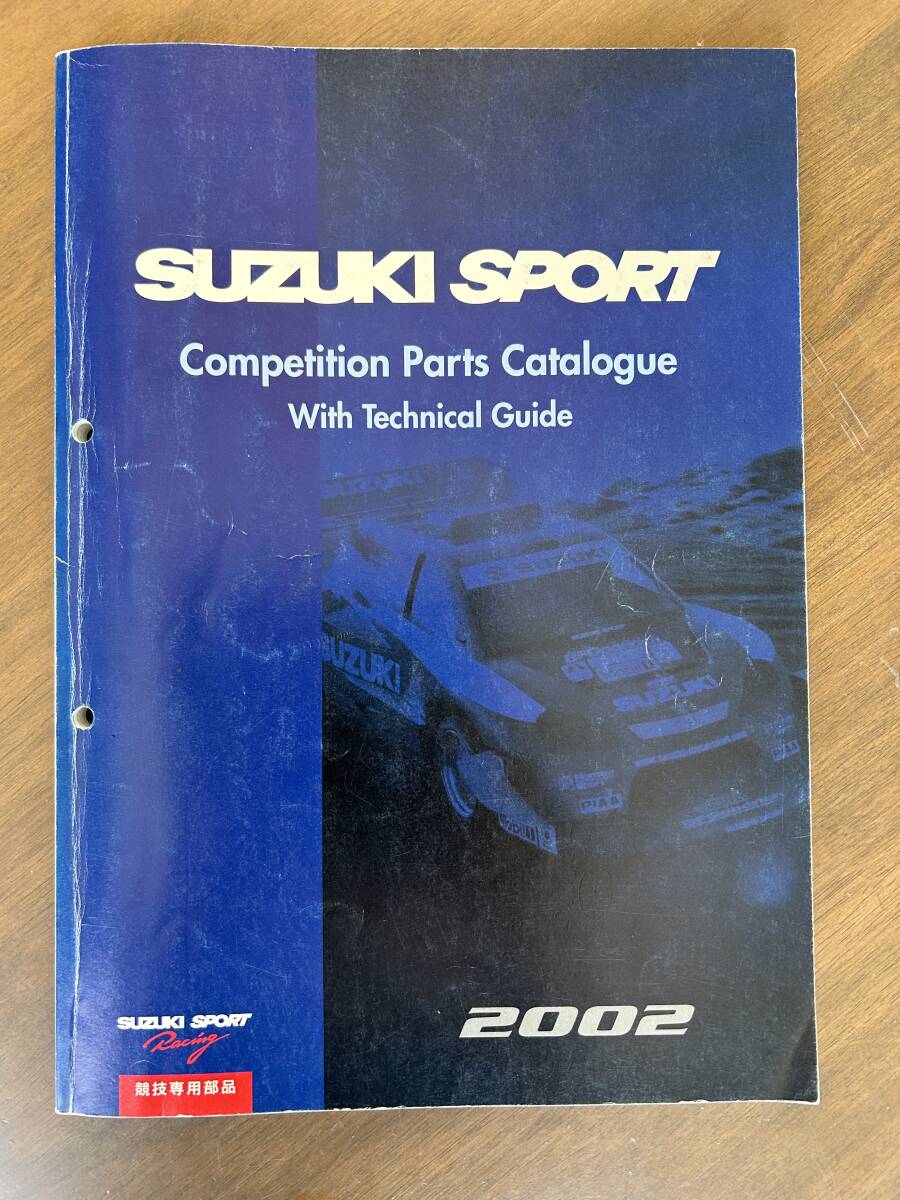 SUZUKI SPORT
Competition Parts Catalogue
With Technical Guide
SUZUKI
SUZUKI
SUZUKI
SUZUKI
PIAA
2002
SUZUKI SPORT
Racing
競技専用部品